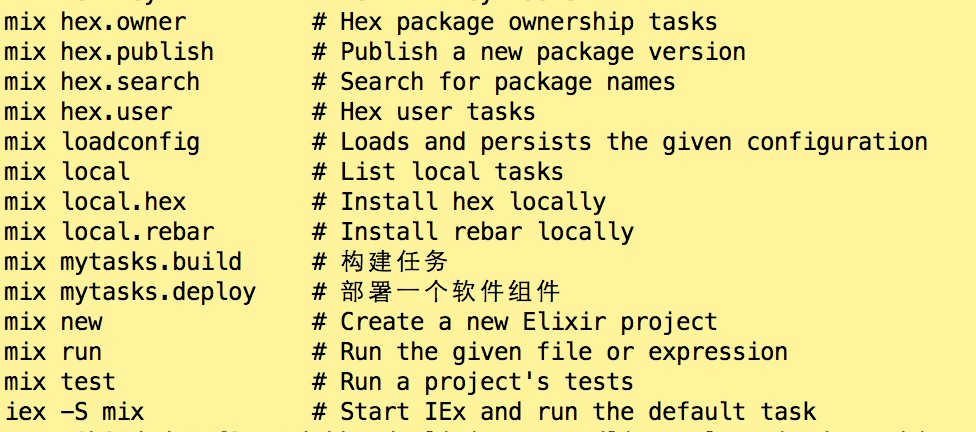 mix hex.owner # Hex package ownership tasks
mix hex.publish # Publish a new package version
mix hex.search # Search for package names
mix hex.user # Hex user tasks
mix loadconfig # Loads and persists the given configuration
mix local # List local tasks
mix local.hex # Install hex locally
mix local.rebar # Install rebar locally
mix mytasks.build # 构建任务
mix mytasks.deploy # 部署一个软件组件
mix new # Create a new Elixir project
mix run # Run the given file or expression
mix test # Run a project's tests
iex -S mix # Start IEx and run the default task